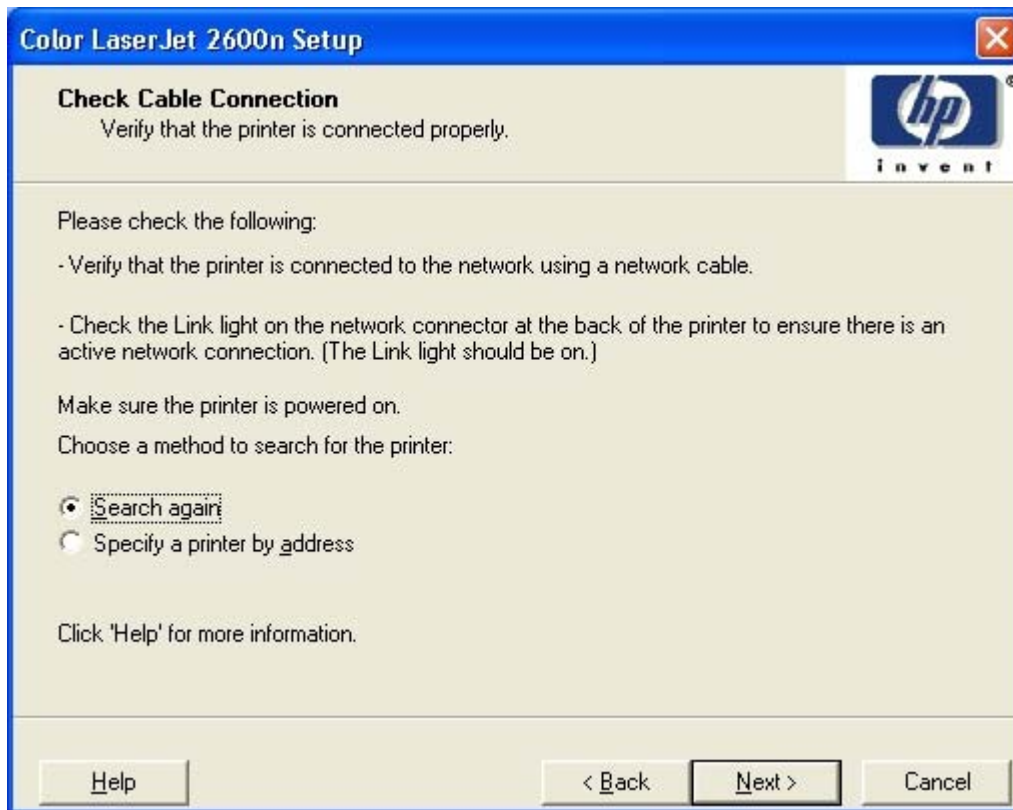 Color LaserJet 2600n Setup
Check Cable Connection
Verify that the printer is connected properly.
hp
®
invent
Please check the following:
- Verify that the printer is connected to the network using a network cable.
- Check the Link light on the network connector at the back of the printer to ensure there is an
active network connection. (The Link light should be on.)
Make sure the printer is powered on.
Choose a method to search for the printer:
Search again
Specify a printer by address
Click 'Help' for more information.
Help
< Back
Next >
Cancel